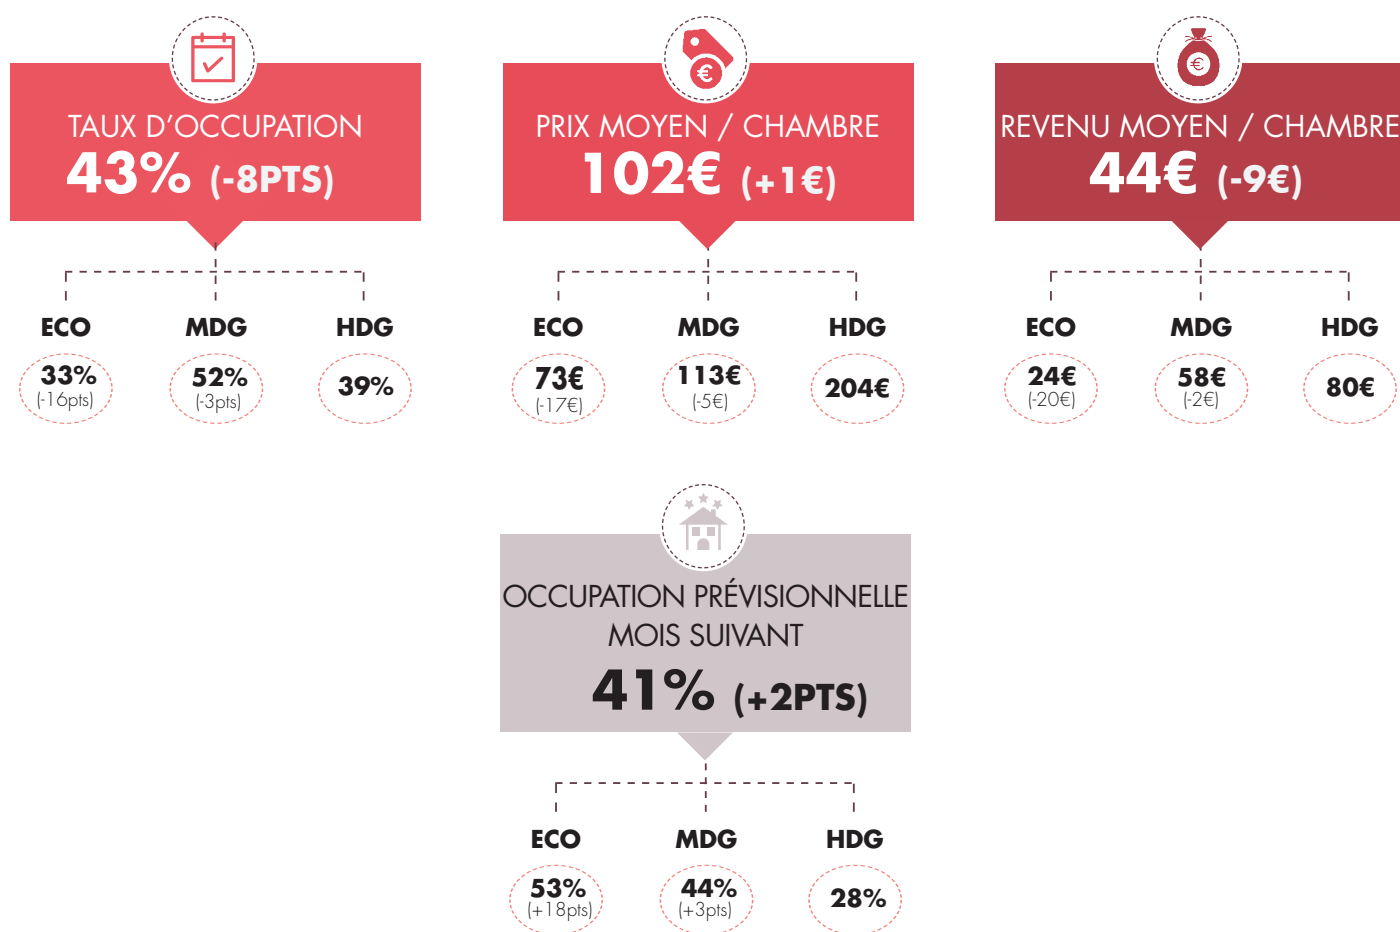 TAUX D'OCCUPATION
43% (-8PTS)
ECO MDG HDG
33% 52% 39%
(-16pts) (-3pts)
PRIX MOYEN / CHAMBRE
102€ (+1€)
ECO MDG HDG
73€ 113€ 204€
(-17€) (-5€)
REVENU MOYEN / CHAMBRE
44€ (-9€)
ECO MDG HDG
24€ 58€ 80€
(-20€) (-2€)
OCCUPATION PRÉVISIONNELLE
MOIS SUIVANT
41% (+2PTS)
ECO MDG HDG
53% 44% 28%
(+18pts) (+3pts)